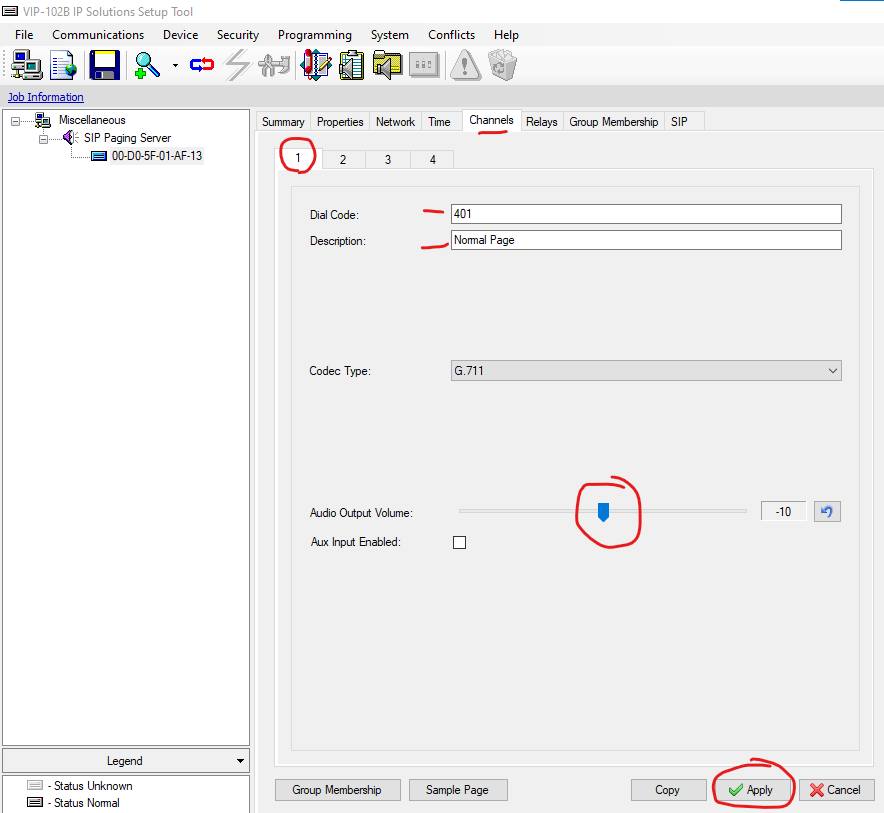 VIP-102B IP Solutions Setup Tool
File Communications Device Security Programming System Conflicts Help
Job Information
Miscellaneous
SIP Paging Server
00-D0-5F-01-AF-13
Legend
- Status Unknown
- Status Normal
Summary Properties Network Time Channels Relays Group Membership SIP
1 2 3 4
Dial Code: 401
Description: Normal Page
Codec Type: G.711
Audio Output Volume: -10
Aux Input Enabled:
Group Membership Sample Page Copy Apply Cancel